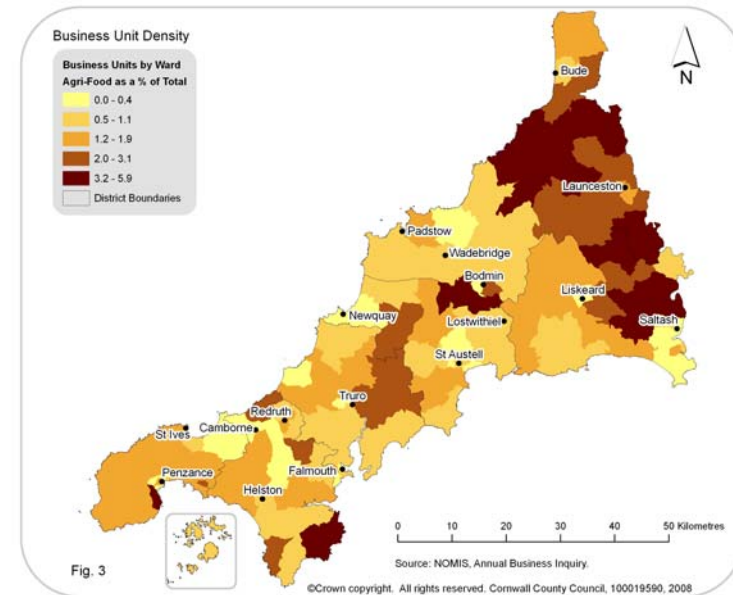 Business Unit Density
Business Units by Ward
Agri-Food as a % of Total
0.0 - 0.4
0.5 - 1.1
1.2 - 1.9
2.0 - 3.1
3.2 - 5.9
District Boundaries
N
Bude
Launceston
Padstow
Wadebridge
Bodmin
Liskeard
Newquay
Lostwithiel
Saltash
St Austell
Truro
Redruth
St Ives
Camborne
Penzance
Falmouth
Helston
0 10 20 30 40 50 Kilometres
Source: NOMIS, Annual Business Inquiry.
Fig. 3
©Crown copyright. All rights reserved. Cornwall County Council, 100019590, 2008